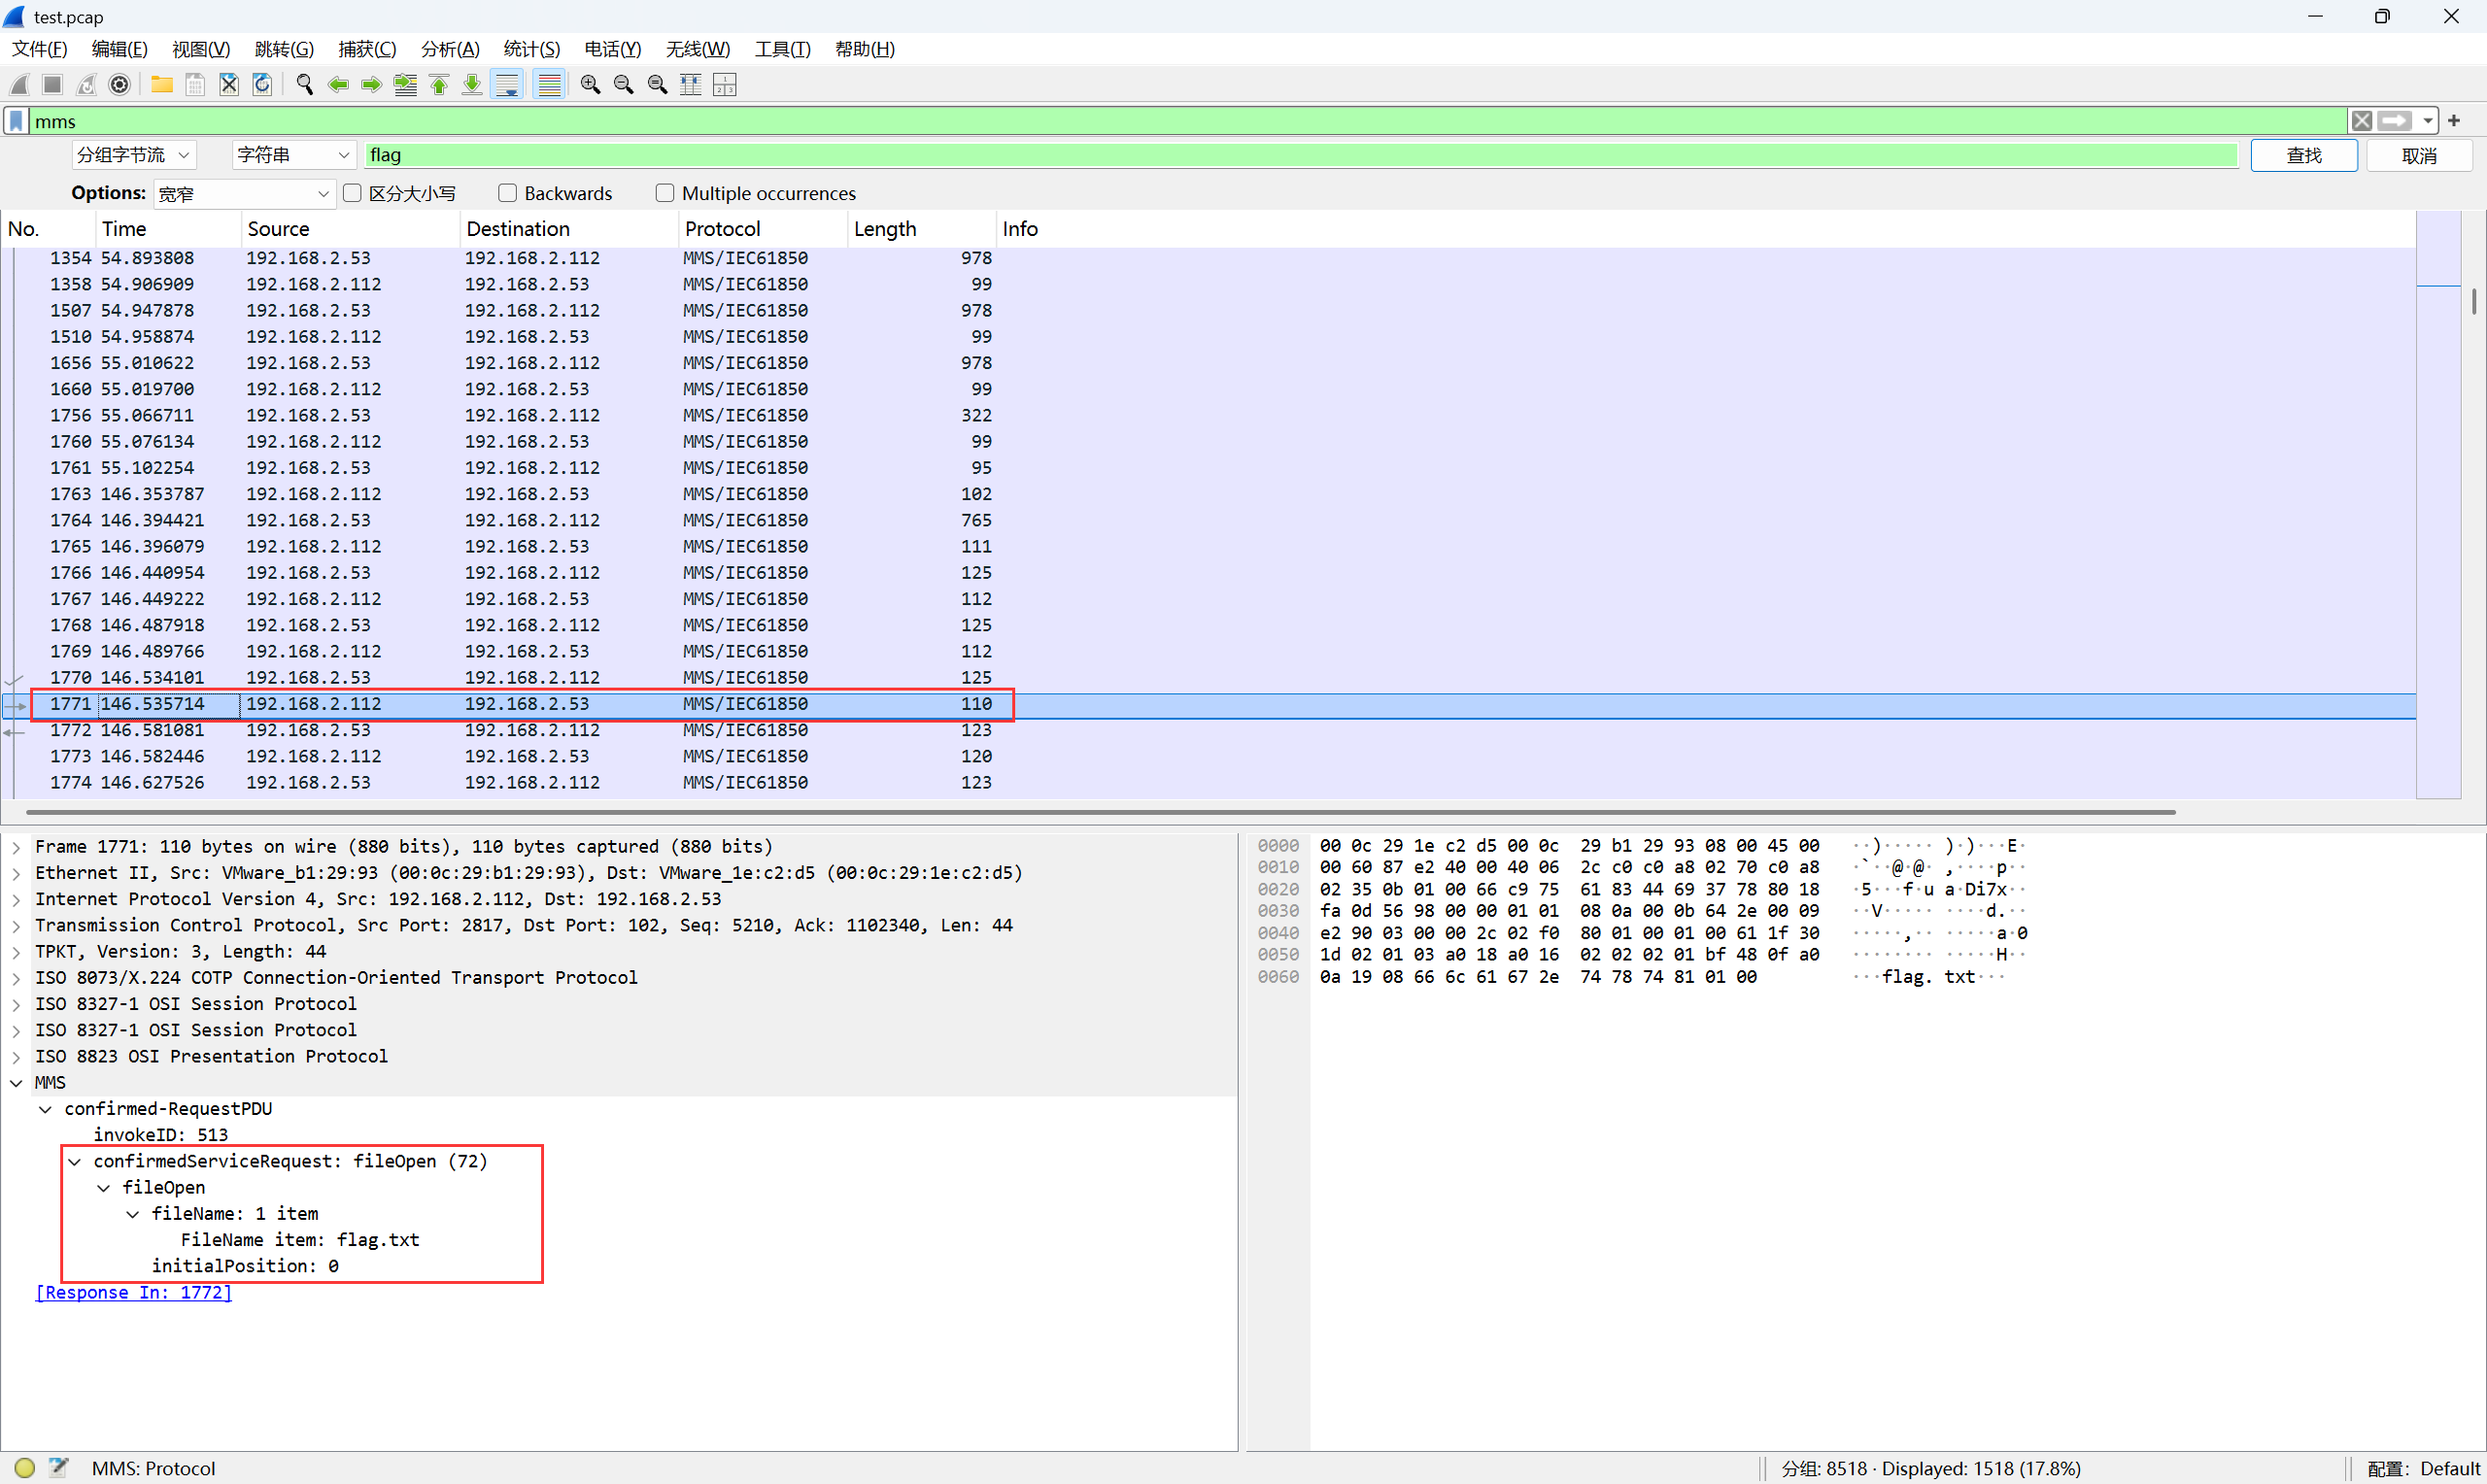 test.pcap
文件(F) 编辑(E) 视图(V) 跳转(G) 捕获(C) 分析(A) 统计(S) 电话(Y) 无线(W) 工具(T) 帮助(H)
mms
分组字节流 字符串 flag 查找 取消
Options: 宽窄 区分大小写 Backwards Multiple occurrences
No. Time Source Destination Protocol Length Info
1354 54.893808 192.168.2.53 192.168.2.112 MMS/IEC61850 978
1358 54.906909 192.168.2.112 192.168.2.53 MMS/IEC61850 99
1507 54.947878 192.168.2.53 192.168.2.112 MMS/IEC61850 978
1510 54.958874 192.168.2.112 192.168.2.53 MMS/IEC61850 99
1656 55.010622 192.168.2.53 192.168.2.112 MMS/IEC61850 978
1660 55.019700 192.168.2.112 192.168.2.53 MMS/IEC61850 99
1756 55.066711 192.168.2.53 192.168.2.112 MMS/IEC61850 322
1760 55.076134 192.168.2.112 192.168.2.53 MMS/IEC61850 99
1761 55.102254 192.168.2.53 192.168.2.112 MMS/IEC61850 95
1763 146.353787 192.168.2.112 192.168.2.53 MMS/IEC61850 102
1764 146.394421 192.168.2.53 192.168.2.112 MMS/IEC61850 765
1765 146.396079 192.168.2.112 192.168.2.53 MMS/IEC61850 111
1766 146.440954 192.168.2.53 192.168.2.112 MMS/IEC61850 125
1767 146.449222 192.168.2.112 192.168.2.53 MMS/IEC61850 112
1768 146.487918 192.168.2.53 192.168.2.112 MMS/IEC61850 125
1769 146.489766 192.168.2.112 192.168.2.53 MMS/IEC61850 112
1770 146.534101 192.168.2.53 192.168.2.112 MMS/IEC61850 125
1771 146.535714 192.168.2.112 192.168.2.53 MMS/IEC61850 110
1772 146.581081 192.168.2.53 192.168.2.112 MMS/IEC61850 123
1773 146.582446 192.168.2.112 192.168.2.53 MMS/IEC61850 120
1774 146.627526 192.168.2.53 192.168.2.112 MMS/IEC61850 123
Frame 1771: 110 bytes on wire (880 bits), 110 bytes captured (880 bits)
Ethernet II, Src: VMware_b1:29:93 (00:0c:29:b1:29:93), Dst: VMware_1e:c2:d5 (00:0c:29:1e:c2:d5)
Internet Protocol Version 4, Src: 192.168.2.112, Dst: 192.168.2.53
Transmission Control Protocol, Src Port: 2817, Dst Port: 102, Seq: 5210, Ack: 1102340, Len: 44
TPKT, Version: 3, Length: 44
ISO 8073/X.224 COTP Connection-Oriented Transport Protocol
ISO 8327-1 OSI Session Protocol
ISO 8327-1 OSI Session Protocol
ISO 8823 OSI Presentation Protocol
MMS
confirmed-RequestPDU
invokeID: 513
confirmedServiceRequest: fileOpen (72)
fileOpen
fileName: 1 item
FileName item: flag.txt
initialPosition: 0
[Response In: 1772]
0000 00 0c 29 1e c2 d5 00 0c 29 b1 29 93 08 00 45 00 ··)····· )·)···E·
0010 00 60 87 e2 40 00 40 06 2c c0 c0 a8 02 70 c0 a8 ·`··@·@· ,····p··
0020 02 35 0b 01 00 66 c9 75 61 83 44 69 37 78 80 18 ·5···f·u a·Di7x··
0030 fa 0d 56 98 00 00 01 01 08 0a 00 0b 64 2e 00 09 ··V····· ····d.··
0040 e2 90 03 00 00 2c 02 f0 80 01 00 01 00 61 1f 30 ·····,·· ·····a·0
0050 1d 02 01 03 a0 18 a0 16 02 02 02 01 bf 48 0f a0 ········ ·····H··
0060 0a 19 08 66 6c 61 67 2e 74 78 74 81 01 00 ···flag. txt···
MMS: Protocol 分组: 8518 · Displayed: 1518 (17.8%) 配置: Default